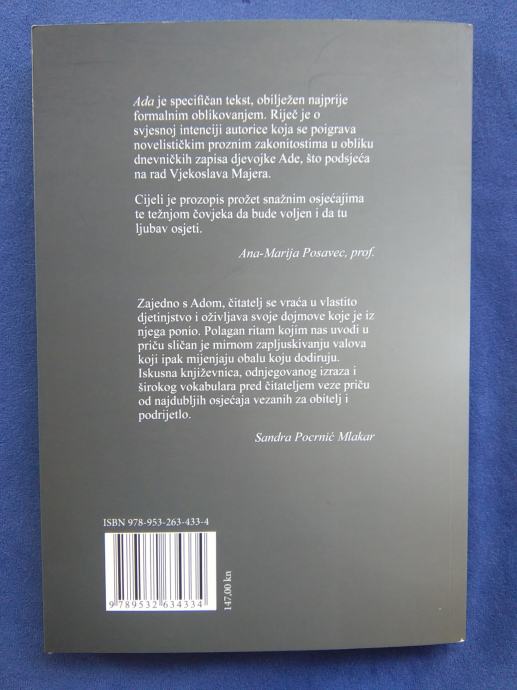 Ada je specifičan tekst, obilježen najprije
formalnim oblikovanjem. Riječ je o
svjesnoj intenciji autorice koja se poigrava
novelističkim proznim zakonitostima u obliku
dnevničkih zapisa djevojke Ade, što podsjeća
na rad Vjekoslava Majera.
Cijeli je prozopis prožet snažnim osjećajima
te težnjom čovjeka da bude voljen i da tu
ljubav osjeti.
Ana-Marija Posavec, prof.
Zajedno s Adom, čitatelj se vraća u vlastito
djetinjstvo i oživljava svoje dojmove koje je iz
njega ponio. Polagan ritam kojim nas uvodi u
priču sličan je mirnom zapljuskivanju valova
koji ipak mijenjaju obalu koju dodiruju.
Iskusna književnica, odnjegovanog izraza i
širokog vokabulara pred čitateljem veze priču
od najdubljih osjećaja vezanih za obitelj i
podrijetlo.
Sandra Pocrnić Mlakar
ISBN 978-953-263-433-4
9 789532 634334
147,00 kn